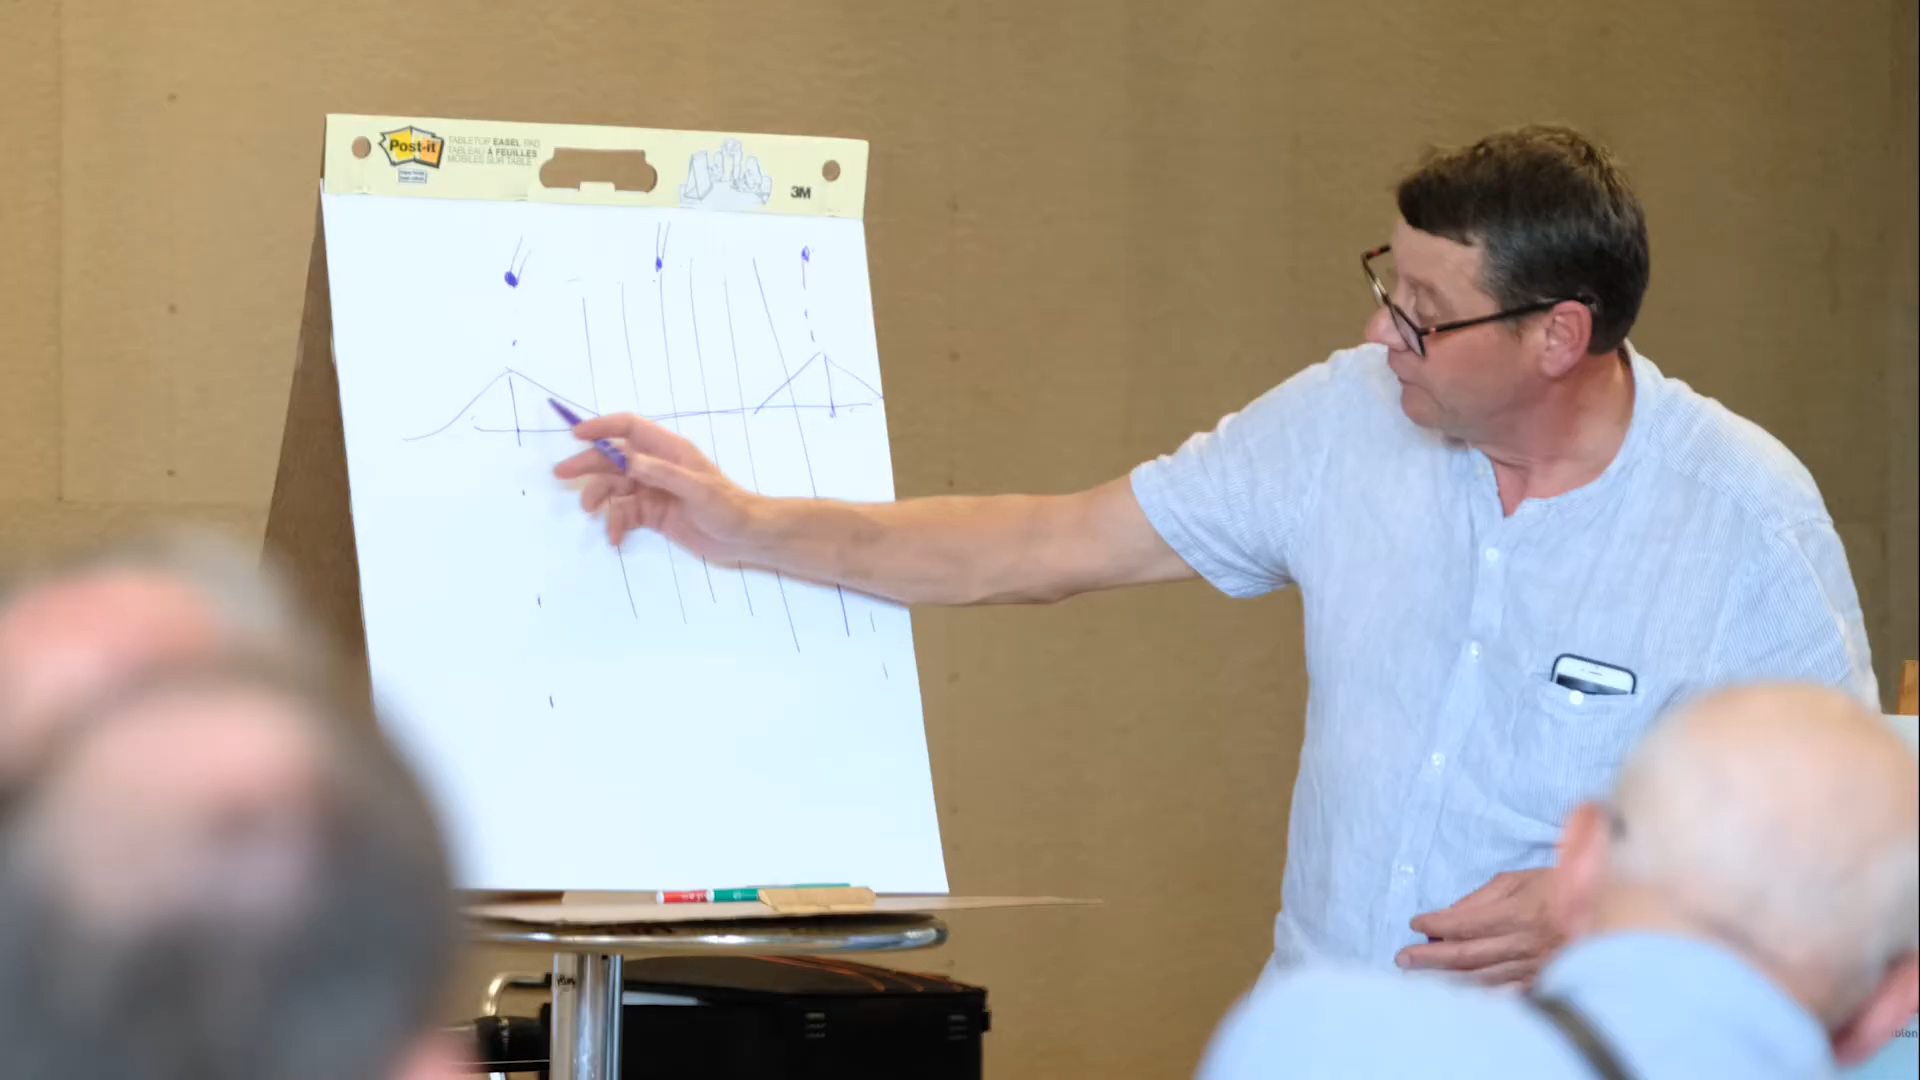 Post-it
TABLETOP EASEL PAD
TABLEAU À FEUILLES
MOBILES SUR TABLE
3M